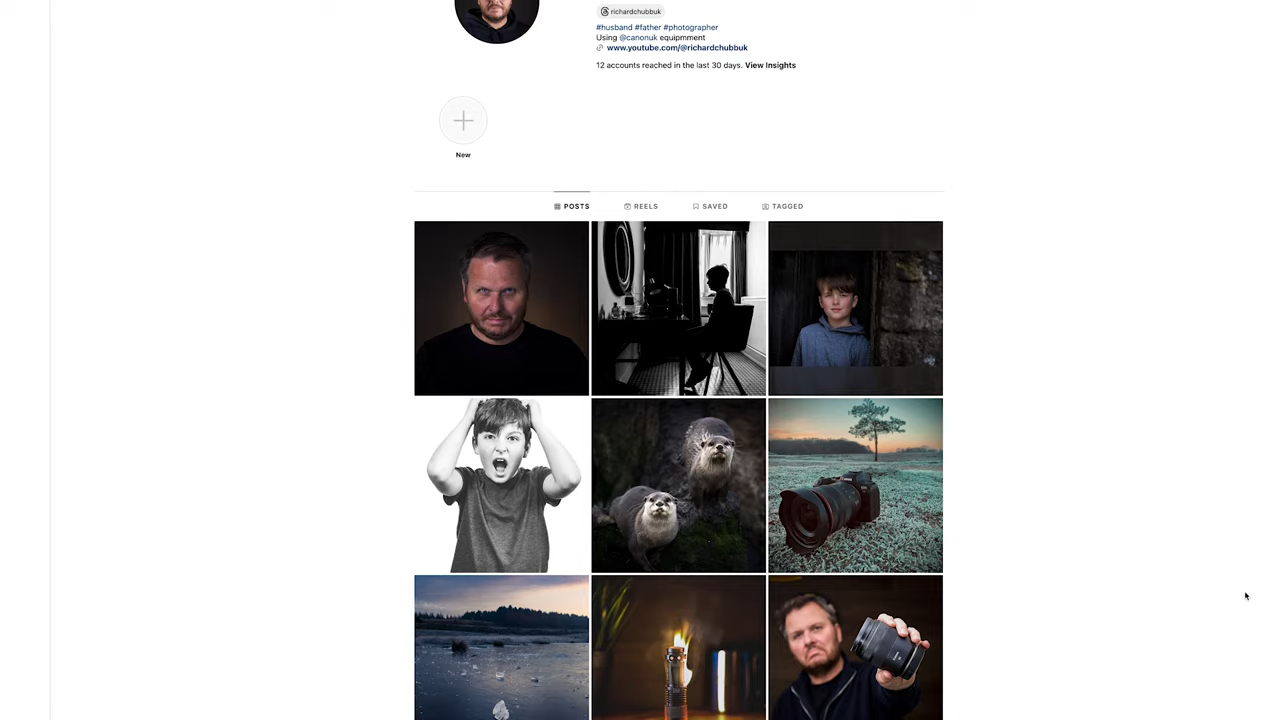 richardchubbuk
#husband #father #photographer
Using @canonuk equipmment
www.youtube.com/@richardchubbuk
12 accounts reached in the last 30 days. View Insights
New
POSTS REELS SAVED TAGGED